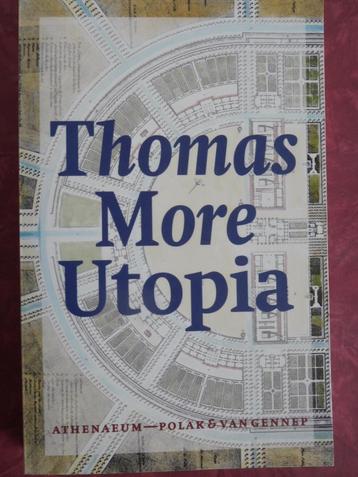 Thomas
More
Utopia
ATHENAEUM—POLAK & VAN GENNEP